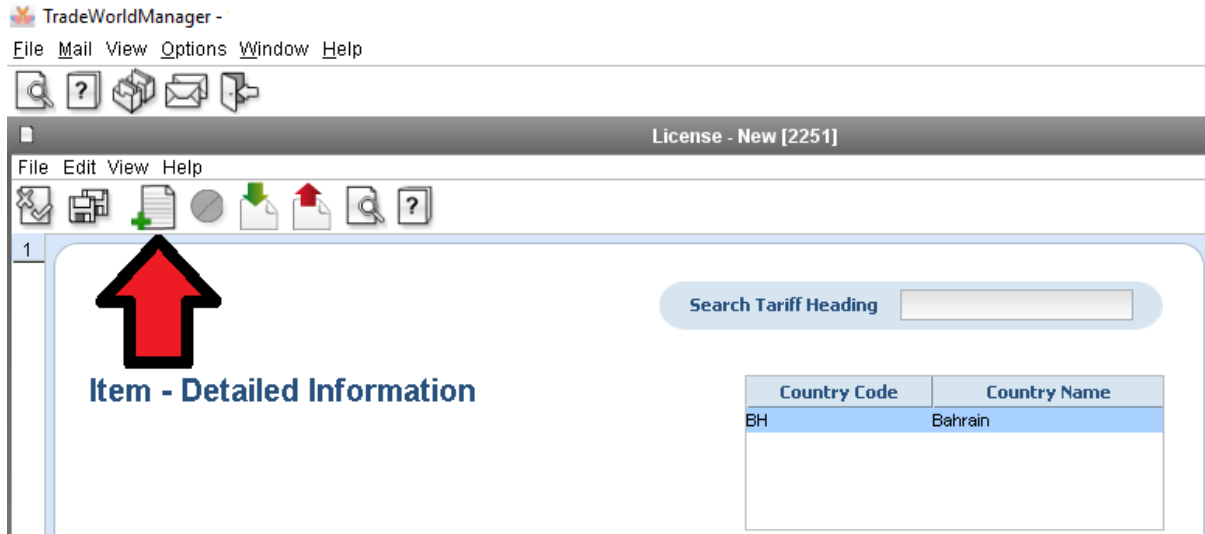 TradeWorldManager -
File Mail View Options Window Help
License - New [2251]
File Edit View Help
1
Search Tariff Heading
Item - Detailed Information
Country Code Country Name
BH Bahrain